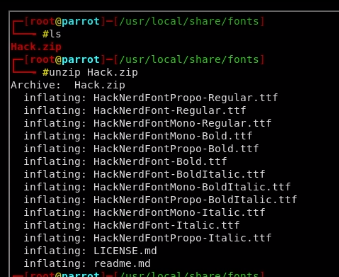 ┌─[root@parrot]─[/usr/local/share/fonts]
└──╼ #ls
Hack.zip
┌─[root@parrot]─[/usr/local/share/fonts]
└──╼ #unzip Hack.zip
Archive:  Hack.zip
  inflating: HackNerdFontPropo-Regular.ttf
  inflating: HackNerdFont-Regular.ttf
  inflating: HackNerdFontMono-Regular.ttf
  inflating: HackNerdFontMono-Bold.ttf
  inflating: HackNerdFontPropo-Bold.ttf
  inflating: HackNerdFont-Bold.ttf
  inflating: HackNerdFont-BoldItalic.ttf
  inflating: HackNerdFontMono-BoldItalic.ttf
  inflating: HackNerdFontPropo-BoldItalic.ttf
  inflating: HackNerdFontMono-Italic.ttf
  inflating: HackNerdFont-Italic.ttf
  inflating: HackNerdFontPropo-Italic.ttf
  inflating: LICENSE.md
  inflating: readme.md
┌─[root@parrot]─[/usr/local/share/fonts]